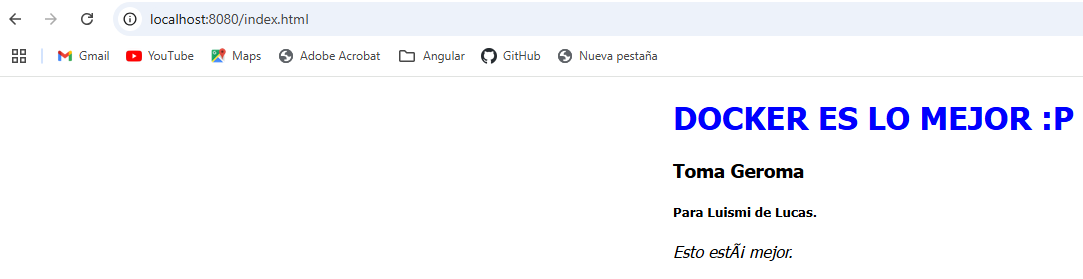 localhost:8080/index.html
Gmail YouTube Maps Adobe Acrobat Angular GitHub Nueva pestaña
DOCKER ES LO MEJOR :P
Toma Geroma
Para Luismi de Lucas.
Esto estÃ¡ mejor.